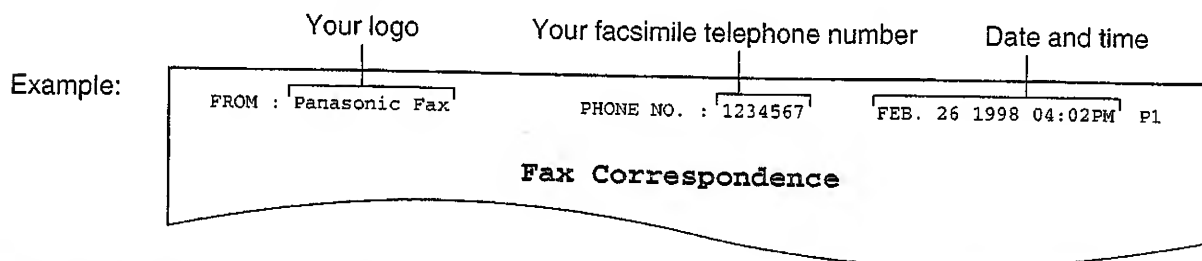 Your logo Your facsimile telephone number Date and time
Example:
FROM : Panasonic Fax PHONE NO. : 1234567 FEB. 26 1998 04:02PM P1
Fax Correspondence